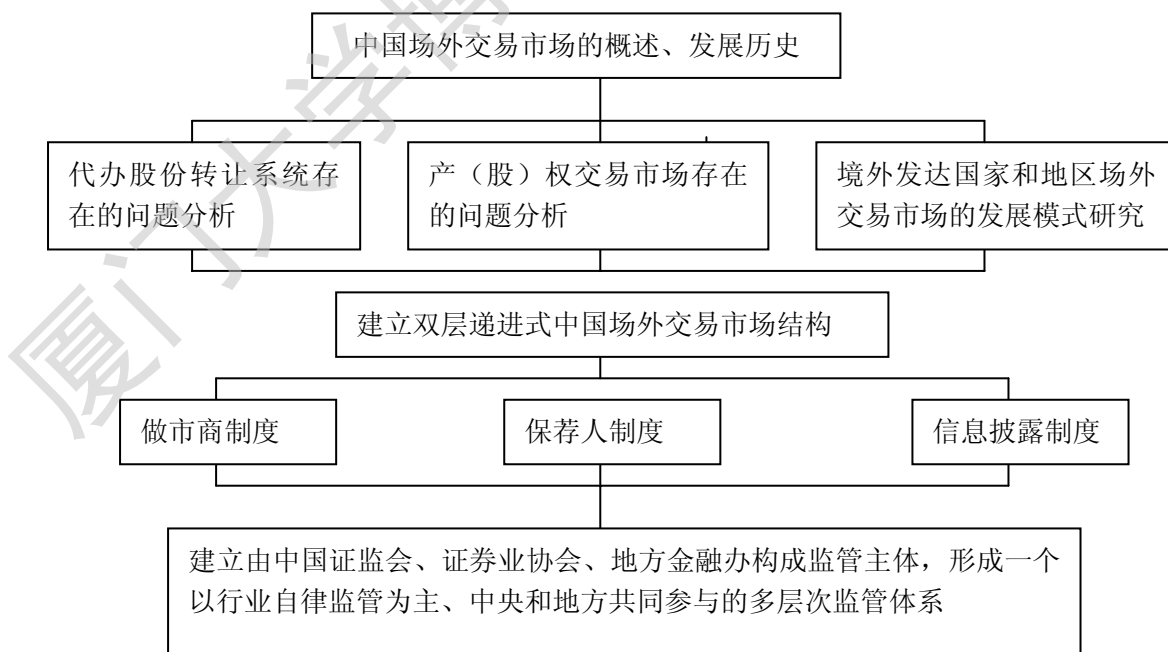 中国场外交易市场的概述、发展历史
代办股份转让系统存
在的问题分析
产（股）权交易市场存在
的问题分析
境外发达国家和地区场外
交易市场的发展模式研究
建立双层递进式中国场外交易市场结构
做市商制度
保荐人制度
信息披露制度
建立由中国证监会、证券业协会、地方金融办构成监管主体，形成一个
以行业自律监管为主、中央和地方共同参与的多层次监管体系
厦门大学博